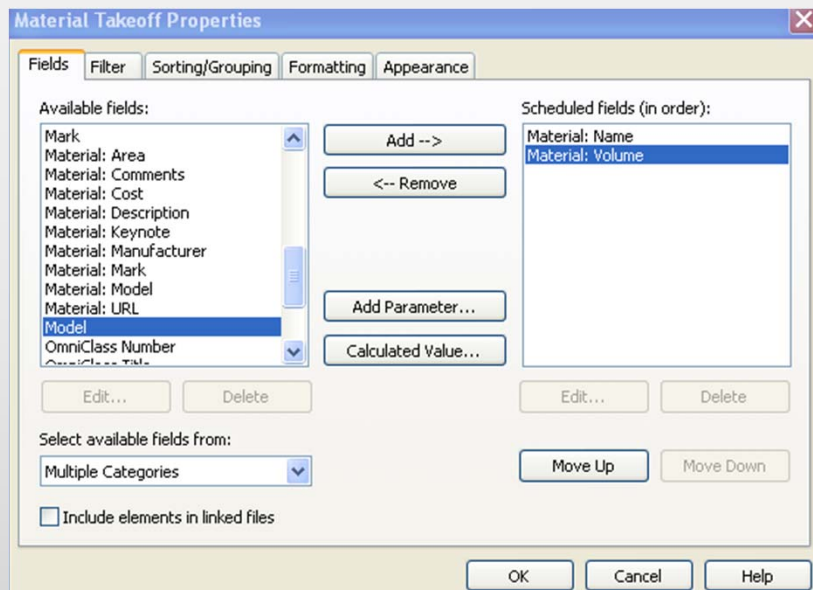 Material Takeoff Properties
Fields Filter Sorting/Grouping Formatting Appearance
Available fields:
Mark
Material: Area
Material: Comments
Material: Cost
Material: Description
Material: Keynote
Material: Manufacturer
Material: Mark
Material: Model
Material: URL
Model
OmniClass Number
OmniClass Title
Add -->
<-- Remove
Add Parameter...
Calculated Value...
Scheduled fields (in order):
Material: Name
Material: Volume
Edit... Delete
Edit... Delete
Select available fields from:
Multiple Categories
Move Up Move Down
Include elements in linked files
OK Cancel Help